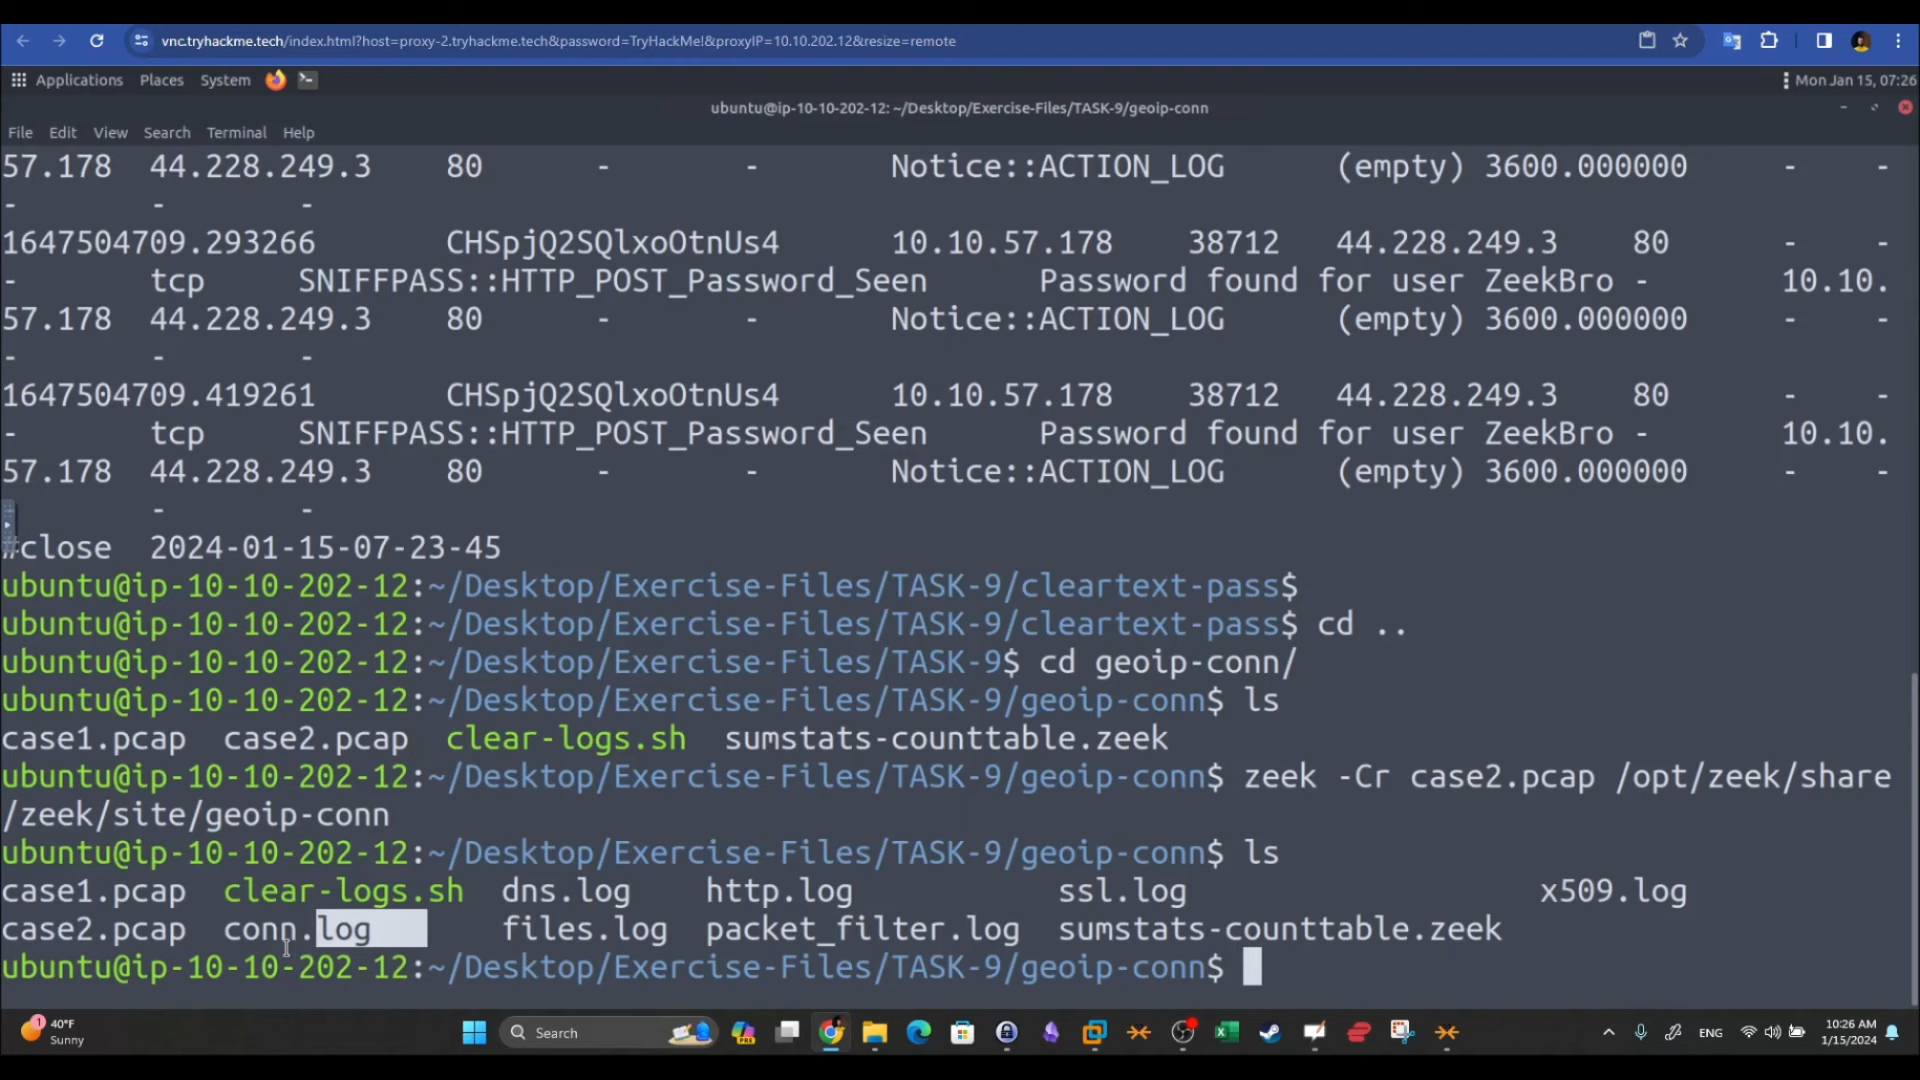 vnc.tryhackme.tech/index.html?host=proxy-2.tryhackme.tech&password=TryHackMe!&proxyIP=10.10.202.12&resize=remote
Applications Places System Mon Jan 15, 07:26
ubuntu@ip-10-10-202-12: ~/Desktop/Exercise-Files/TASK-9/geoip-conn
File Edit View Search Terminal Help
57.178 44.228.249.3 80 - - Notice::ACTION_LOG (empty) 3600.000000 - -
- - -
1647504709.293266 CHSpjQ2SQlxoOtnUs4 10.10.57.178 38712 44.228.249.3 80 - -
- tcp SNIFFPASS::HTTP_POST_Password_Seen Password found for user ZeekBro - 10.10.
57.178 44.228.249.3 80 - - Notice::ACTION_LOG (empty) 3600.000000 - -
- - -
1647504709.419261 CHSpjQ2SQlxoOtnUs4 10.10.57.178 38712 44.228.249.3 80 - -
- tcp SNIFFPASS::HTTP_POST_Password_Seen Password found for user ZeekBro - 10.10.
57.178 44.228.249.3 80 - - Notice::ACTION_LOG (empty) 3600.000000 - -
- -
#close 2024-01-15-07-23-45
ubuntu@ip-10-10-202-12:~/Desktop/Exercise-Files/TASK-9/cleartext-pass$
ubuntu@ip-10-10-202-12:~/Desktop/Exercise-Files/TASK-9/cleartext-pass$ cd ..
ubuntu@ip-10-10-202-12:~/Desktop/Exercise-Files/TASK-9$ cd geoip-conn/
ubuntu@ip-10-10-202-12:~/Desktop/Exercise-Files/TASK-9/geoip-conn$ ls
case1.pcap case2.pcap clear-logs.sh sumstats-counttable.zeek
ubuntu@ip-10-10-202-12:~/Desktop/Exercise-Files/TASK-9/geoip-conn$ zeek -Cr case2.pcap /opt/zeek/share
/zeek/site/geoip-conn
ubuntu@ip-10-10-202-12:~/Desktop/Exercise-Files/TASK-9/geoip-conn$ ls
case1.pcap clear-logs.sh dns.log http.log ssl.log x509.log
case2.pcap conn.log files.log packet_filter.log sumstats-counttable.zeek
ubuntu@ip-10-10-202-12:~/Desktop/Exercise-Files/TASK-9/geoip-conn$
1 40°F
Sunny
Search
PRE
ENG
10:26 AM
1/15/2024